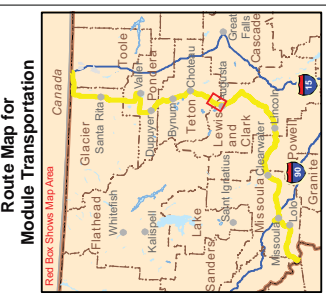 Route Map for
Module Transportation
Red Box Shows Map Area
Canada
Glacier
Toole
Santa Rita
Flathead
Whitefish
Valier
Pondera
Dupuyer
Kalispell
Bynum
Choteau
Teton
Lake
Great
Falls
Cascade
Augusta
Lewis
and
Clark
Sanders
Saint Ignatius
Lincoln
15
Missoula
Clearwater
Powell
90
Missoula
Lolo
Granite